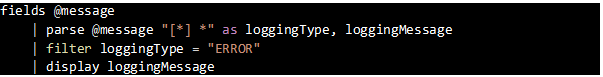 fields @message
| parse @message "[*] *" as loggingType, loggingMessage
| filter loggingType = "ERROR"
| display loggingMessage